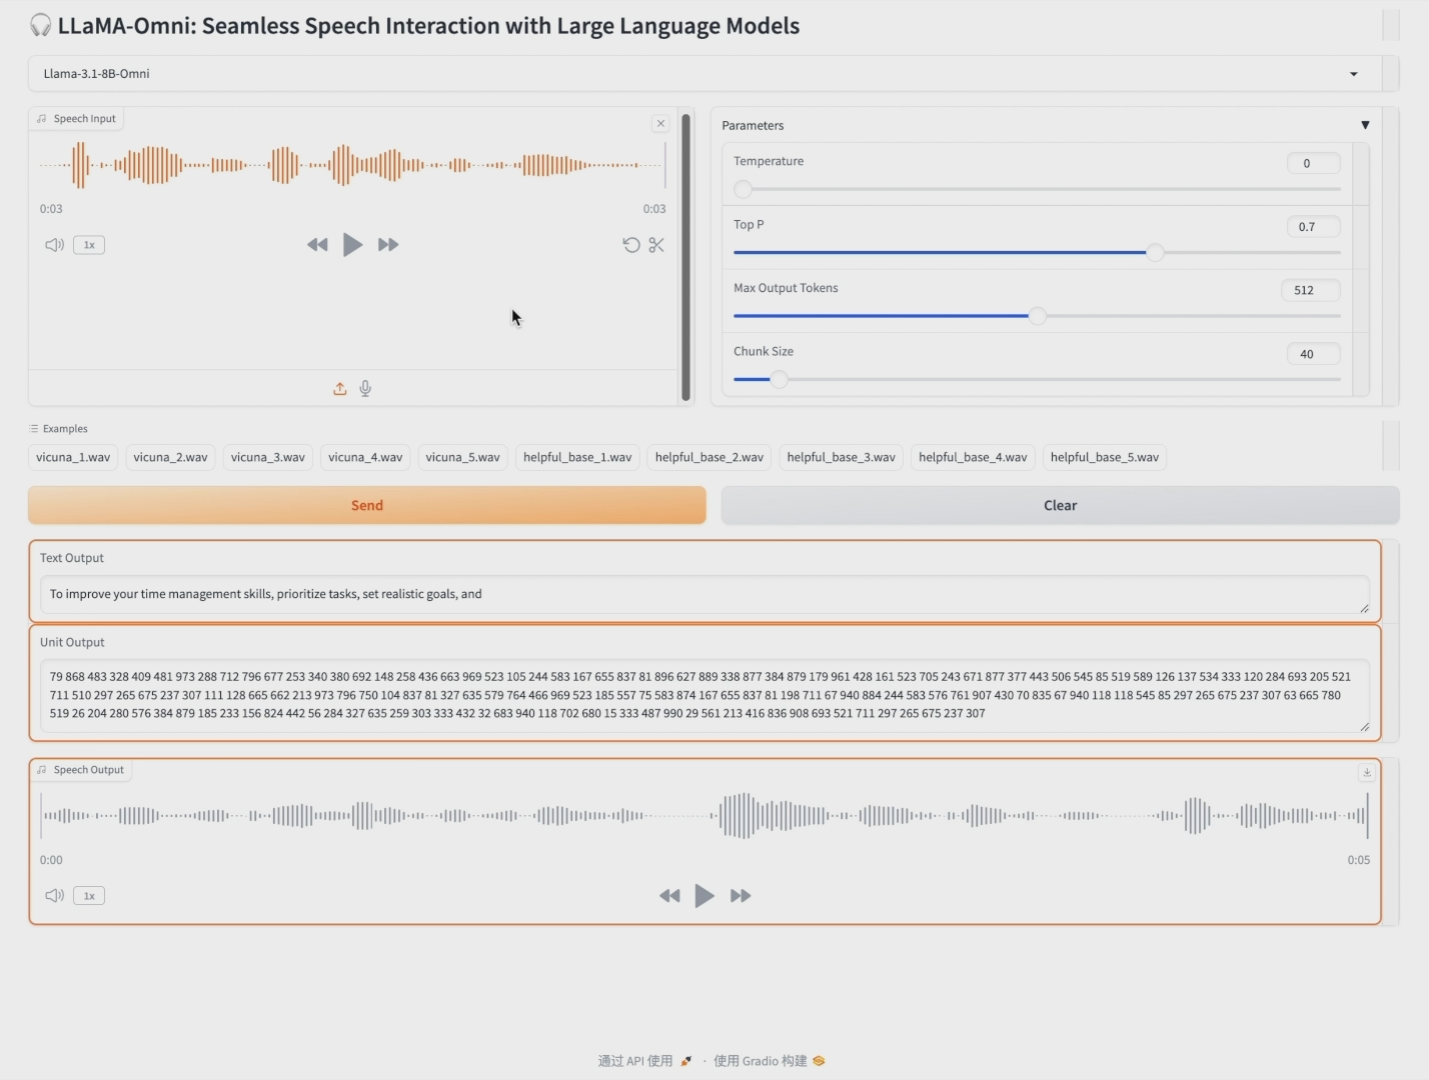 LLaMA-Omni: Seamless Speech Interaction with Large Language Models
Llama-3.1-8B-Omni
Speech Input
0:03
0:03
1x
Parameters
Temperature
0
Top P
0.7
Max Output Tokens
512
Chunk Size
40
Examples
vicuna_1.wav
vicuna_2.wav
vicuna_3.wav
vicuna_4.wav
vicuna_5.wav
helpful_base_1.wav
helpful_base_2.wav
helpful_base_3.wav
helpful_base_4.wav
helpful_base_5.wav
Send
Clear
Text Output
To improve your time management skills, prioritize tasks, set realistic goals, and
Unit Output
79 868 483 328 409 481 973 288 712 796 677 253 340 380 692 148 258 436 663 969 523 105 244 583 167 655 837 81 896 627 889 338 877 384 879 179 961 428 161 523 705 243 671 877 377 443 506 545 85 519 589 126 137 534 333 120 284 693 205 521
711 510 297 265 675 237 307 111 128 665 662 213 973 796 750 104 837 81 327 635 579 764 466 969 523 185 557 75 583 874 167 655 837 81 198 711 67 940 884 244 583 576 761 907 430 70 835 67 940 118 118 545 85 297 265 675 237 307 63 665 780
519 26 204 280 576 384 879 185 233 156 824 442 56 284 327 635 259 303 333 432 32 683 940 118 702 680 15 333 487 990 29 561 213 416 836 908 693 521 711 297 265 675 237 307
Speech Output
0:00
0:05
1x
通过 API 使用 · 使用 Gradio 构建